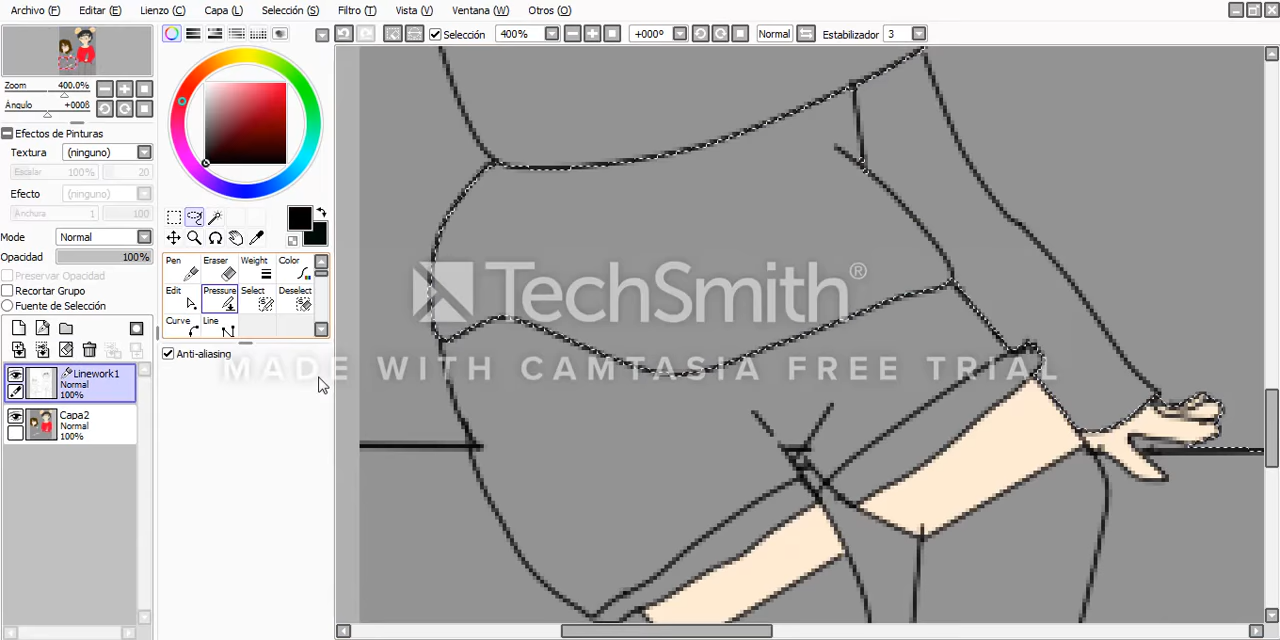 Archivo (F) Editar (E) Lienzo (C) Capa (L) Selección (S) Filtro (T) Vista (V) Ventana (W) Otros (O)
Selección 400% +000º Normal Estabilizador 3
Zoom 400.0%
Ángulo +000ß
Efectos de Pinturas
Textura (ninguno)
Escalar 100% 20
Efecto (ninguno)
Anchura 1 100
Mode Normal
Opacidad 100%
Preservar Opacidad
Recortar Grupo
Fuente de Selección
Linework1
Normal
100%
Capa2
Normal
100%
Pen Eraser Weight Color
Edit Pressure Select Deselect
Curve Line
Anti-aliasing
TechSmith®
MADE WITH CAMTASIA FREE TRIAL